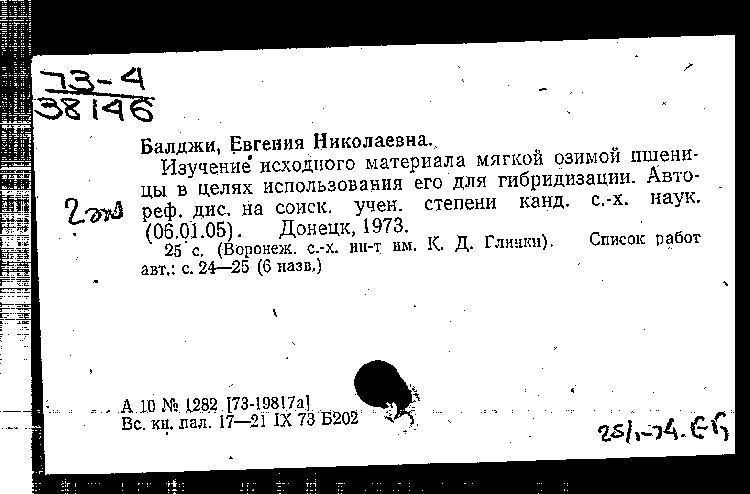 73-4
38146
Балджи, Евгения Николаевна.
Изучение исходного материала мягкой озимой пшени-
цы в целях использования его для гибридизации. Авто-
реф. дис. на соиск. учен. степени канд. с.-х. наук.
(06.01.05). Донецк, 1973.
25 с. (Воронеж. с.-х. ин-т им. К. Д. Глинки). Список работ
авт.: с. 24—25 (6 назв.)
2 экз
А 10 № 1282 [73-19817а]
Вс. кн. пал. 17—21 IX 73 Б202